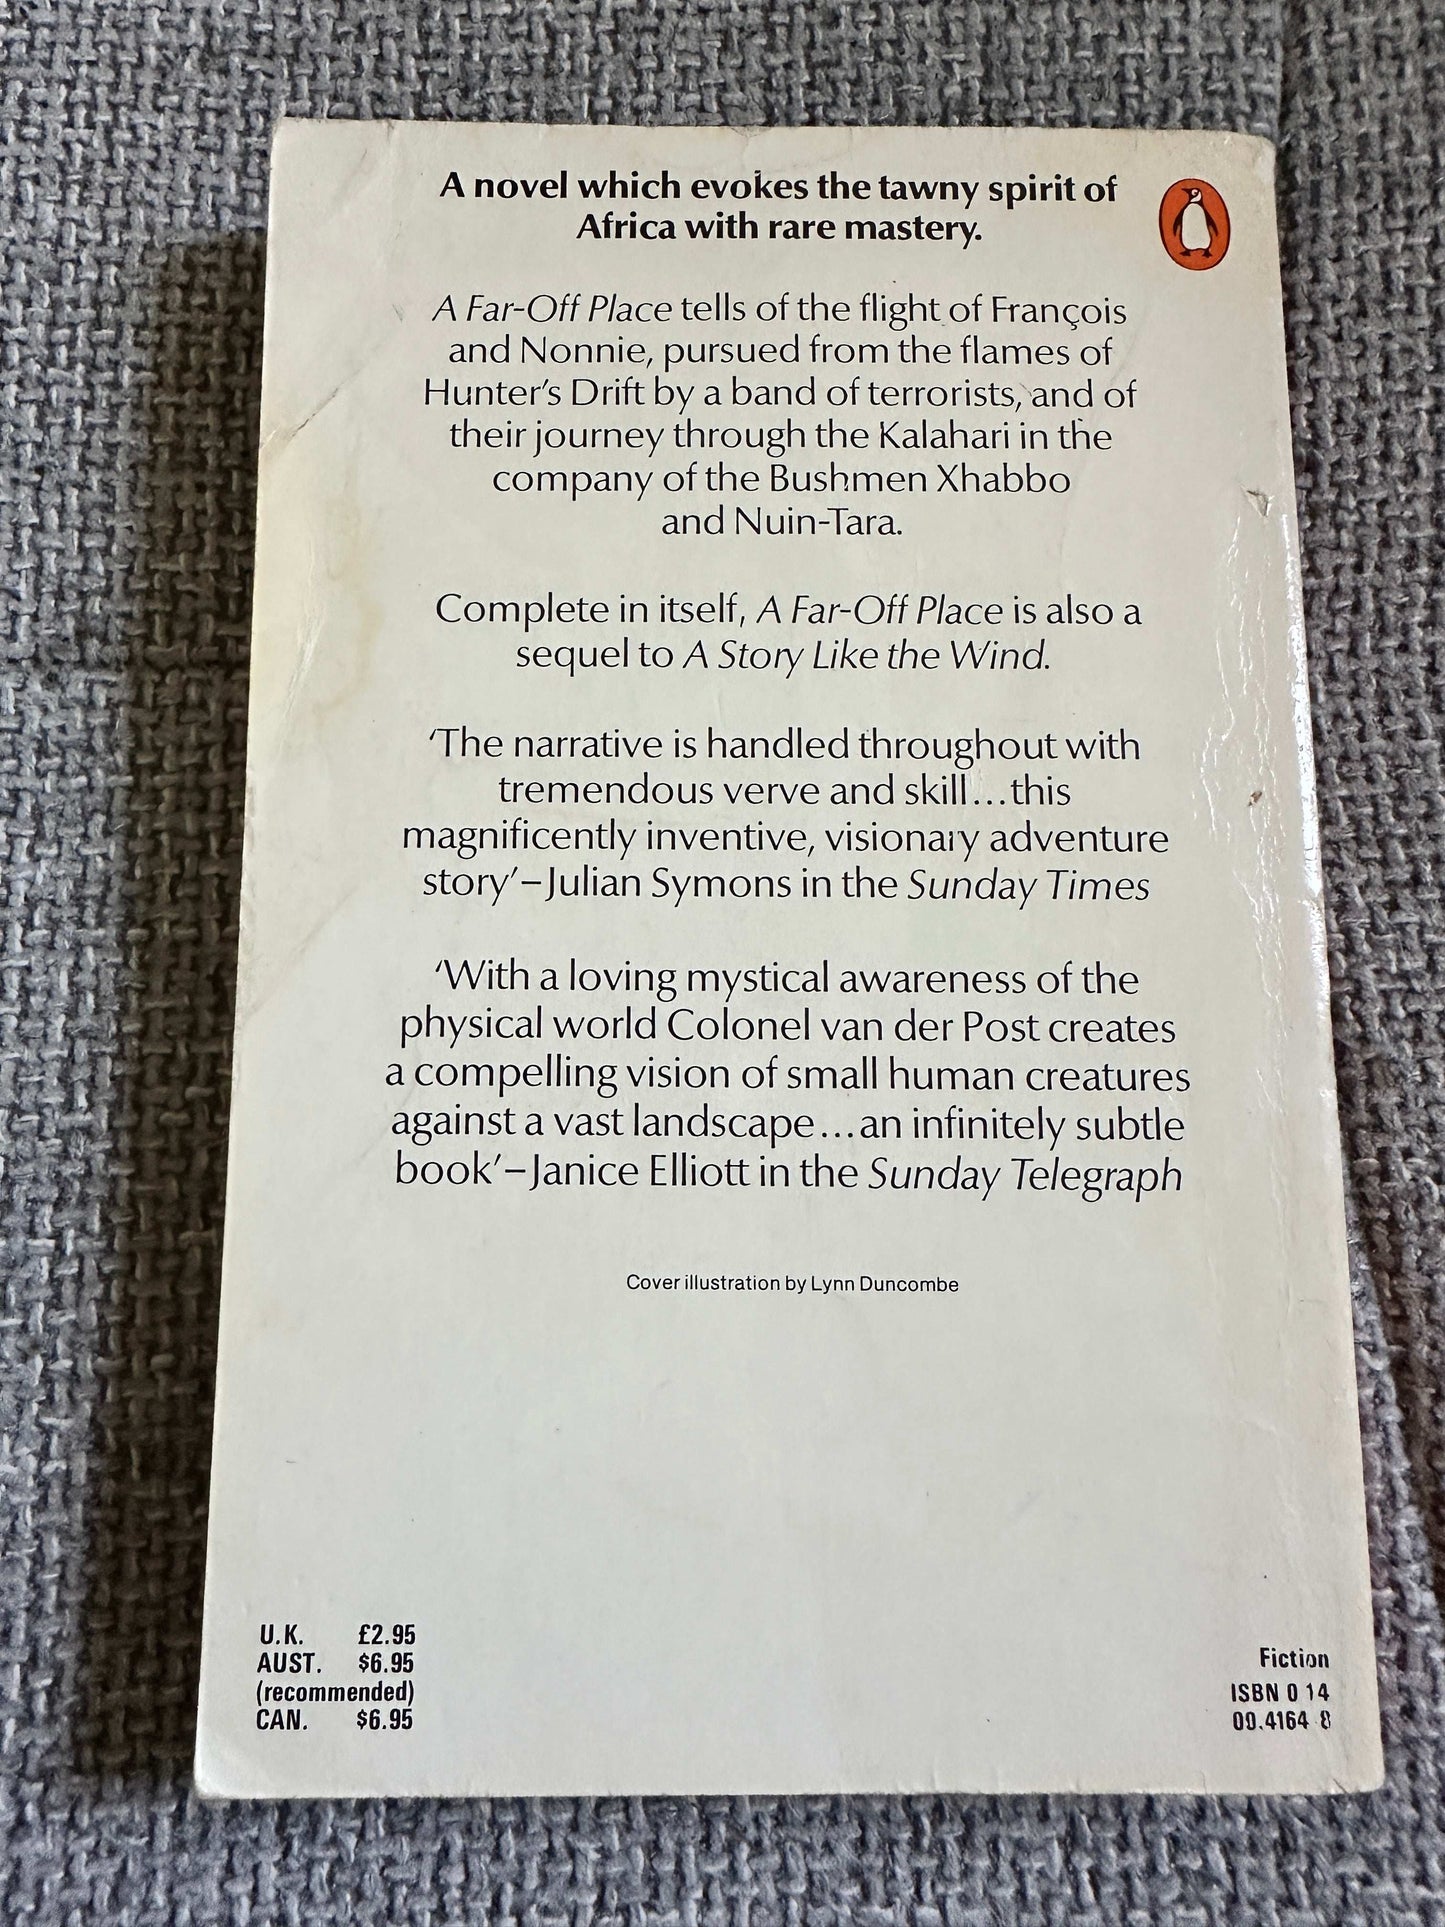 A novel which evokes the tawny spirit of
Africa with rare mastery.
A Far-Off Place tells of the flight of François
and Nonnie, pursued from the flames of
Hunter's Drift by a band of terrorists, and of
their journey through the Kalahari in the
company of the Bushmen Xhabbo
and Nuin-Tara.
Complete in itself, A Far-Off Place is also a
sequel to A Story Like the Wind.
‘The narrative is handled throughout with
tremendous verve and skill...this
magnificently inventive, visionary adventure
story’–Julian Symons in the Sunday Times
‘With a loving mystical awareness of the
physical world Colonel van der Post creates
a compelling vision of small human creatures
against a vast landscape...an infinitely subtle
book’–Janice Elliott in the Sunday Telegraph
Cover illustration by Lynn Duncombe
U.K. £2.95
AUST. $6.95
(recommended)
CAN. $6.95
Fiction
ISBN 0 14
00.4164 8